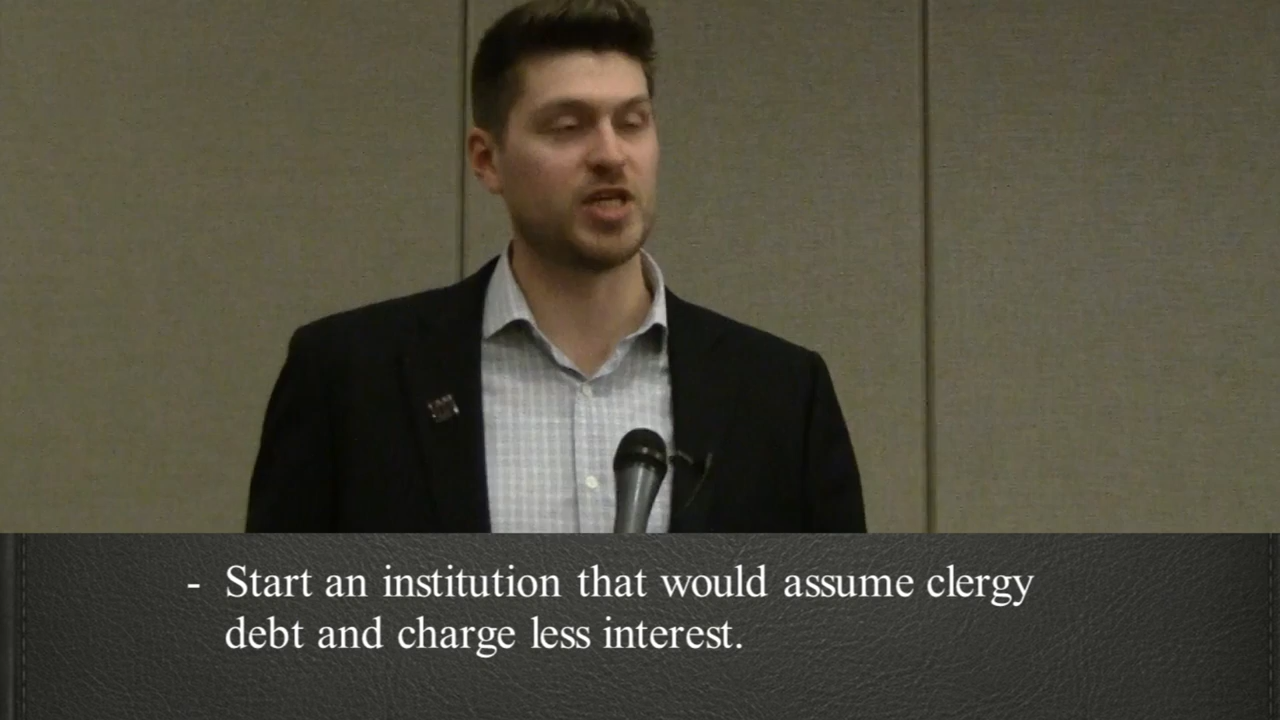 - Start an institution that would assume clergy
debt and charge less interest.